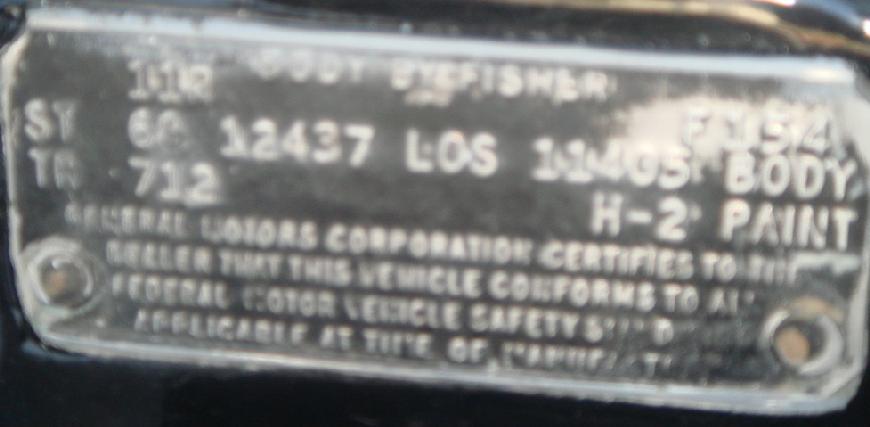 BODY BY FISHER
11R
ST 68 12437 LOS 11405 BODY
TR 712 H-2 PAINT
GENERAL MOTORS CORPORATION CERTIFIES TO THE
DEALER THAT THIS VEHICLE CONFORMS TO ALL
FEDERAL MOTOR VEHICLE SAFETY
APPLICABLE AT TIME OF